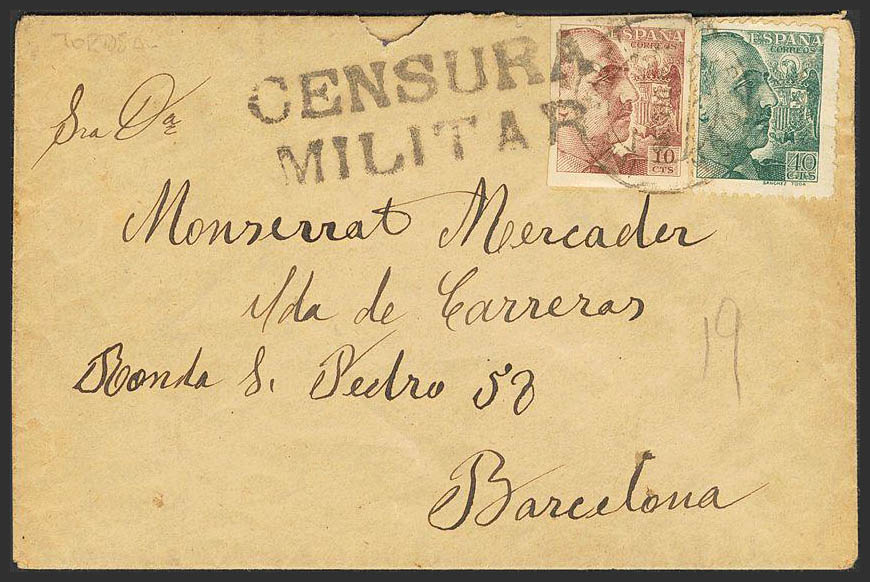 TORTOSA
CENSURA
MILITAR
ESPAÑA
CORREOS
10
CTS
ESPAÑA
CORREOS
40
CTS
SANCHEZ TODA
Sra Dª
Monserrat Mercader
Vda de Carreras
Ronda S. Pedro 58
Barcelona
19